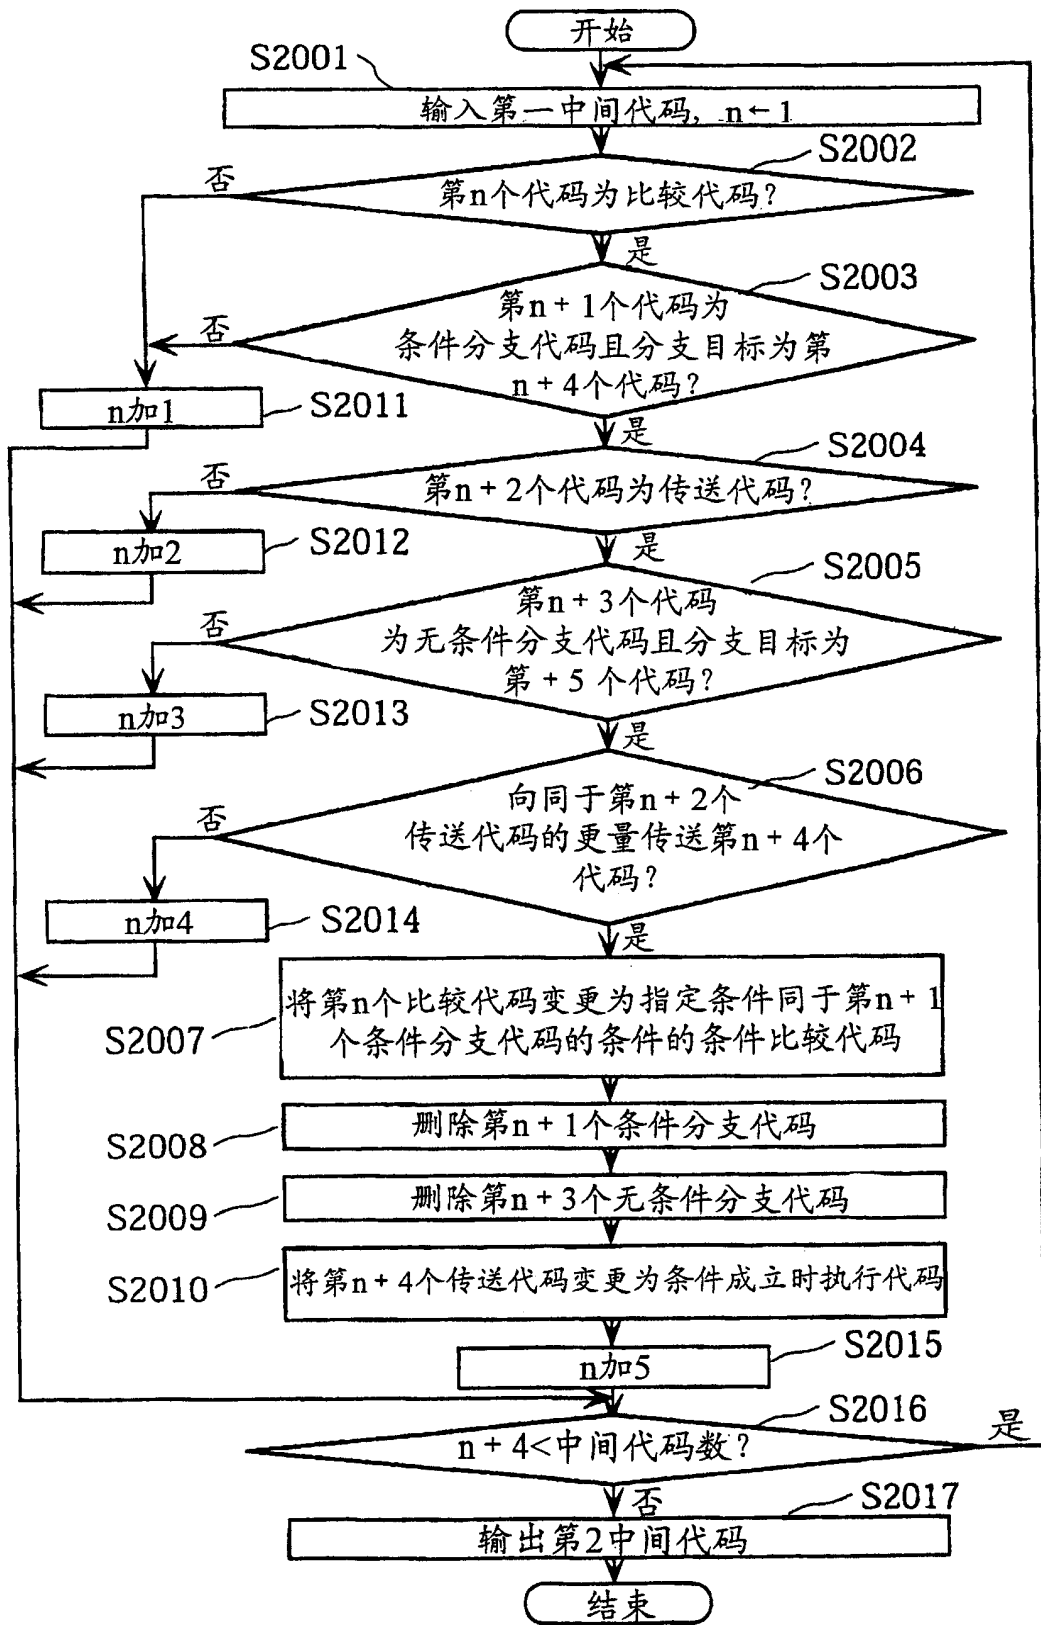 开始
S2001
输入第一中间代码, n←1
S2002
否
第n个代码为比较代码?
是
S2003
第n+1个代码为
否
条件分支代码且分支目标为第
n+4个代码?
n加1
S2011
是
S2004
否
第n+2个代码为传送代码?
n加2
S2012
是
S2005
第n+3个代码
否
为无条件分支代码且分支目标为
第+5个代码?
n加3
S2013
是
S2006
向同于第n+2个
否
传送代码的更量传送第n+4个
代码?
n加4
S2014
是
将第n个比较代码变更为指定条件同于第n+1
个条件分支代码的条件的条件比较代码
S2007
删除第n+1个条件分支代码
S2008
删除第n+3个无条件分支代码
S2009
将第n+4个传送代码变更为条件成立时执行代码
S2010
S2015
n加5
S2016
n+4<中间代码数?
是
否
S2017
输出第2中间代码
结束